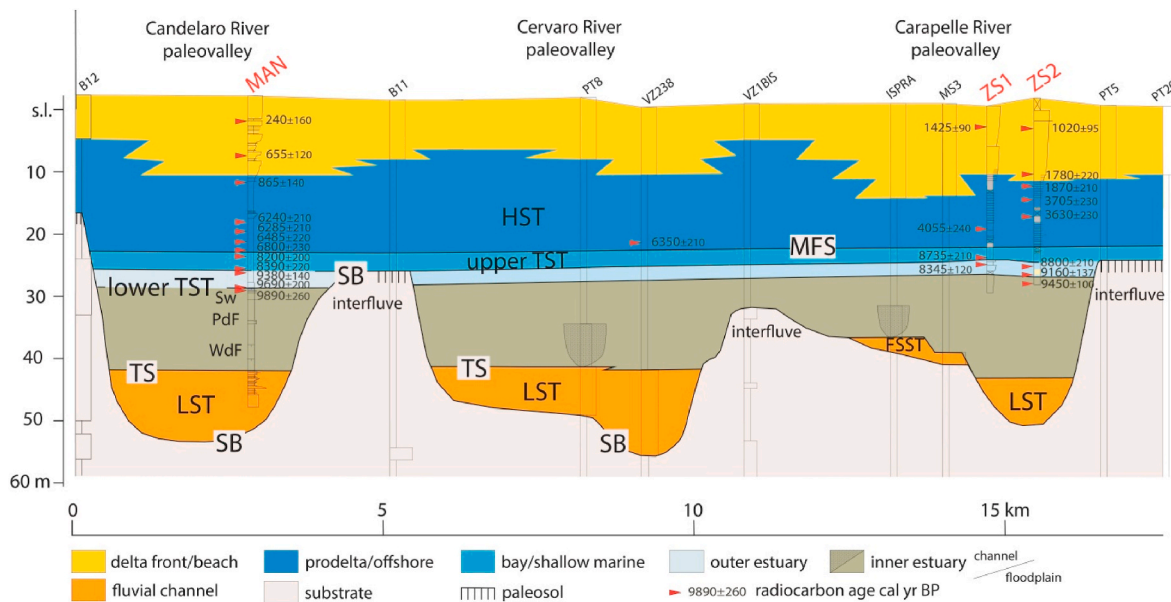 Candelaro River
paleovalley
Cervaro River
paleovalley
Carapelle River
paleovalley
B12
MAN
B11
PT8
VZ238
VZ1BIS
ISPRA
MS3
ZS1
ZS2
PT5
PT26
s.l.
10
20
30
40
50
60 m
240±160
655±120
865±140
6240±210
6285±210
6485±220
6800±230
8200±200
8390±220
9380±140
9690±200
9890±260
6350±210
1425±90
4055±240
8735±210
8345±120
1020±95
1780±220
1870±210
3705±230
3630±230
8800±210
9160±137
9450±100
HST
MFS
upper TST
lower TST
SB
interfluve
interfluve
interfluve
Sw
PdF
WdF
TS
TS
FSST
LST
LST
LST
SB
SB
0
5
10
15 km
delta front/beach
prodelta/offshore
bay/shallow marine
outer estuary
inner estuary
channel
floodplain
fluvial channel
substrate
paleosol
9890±260
radiocarbon age cal yr BP